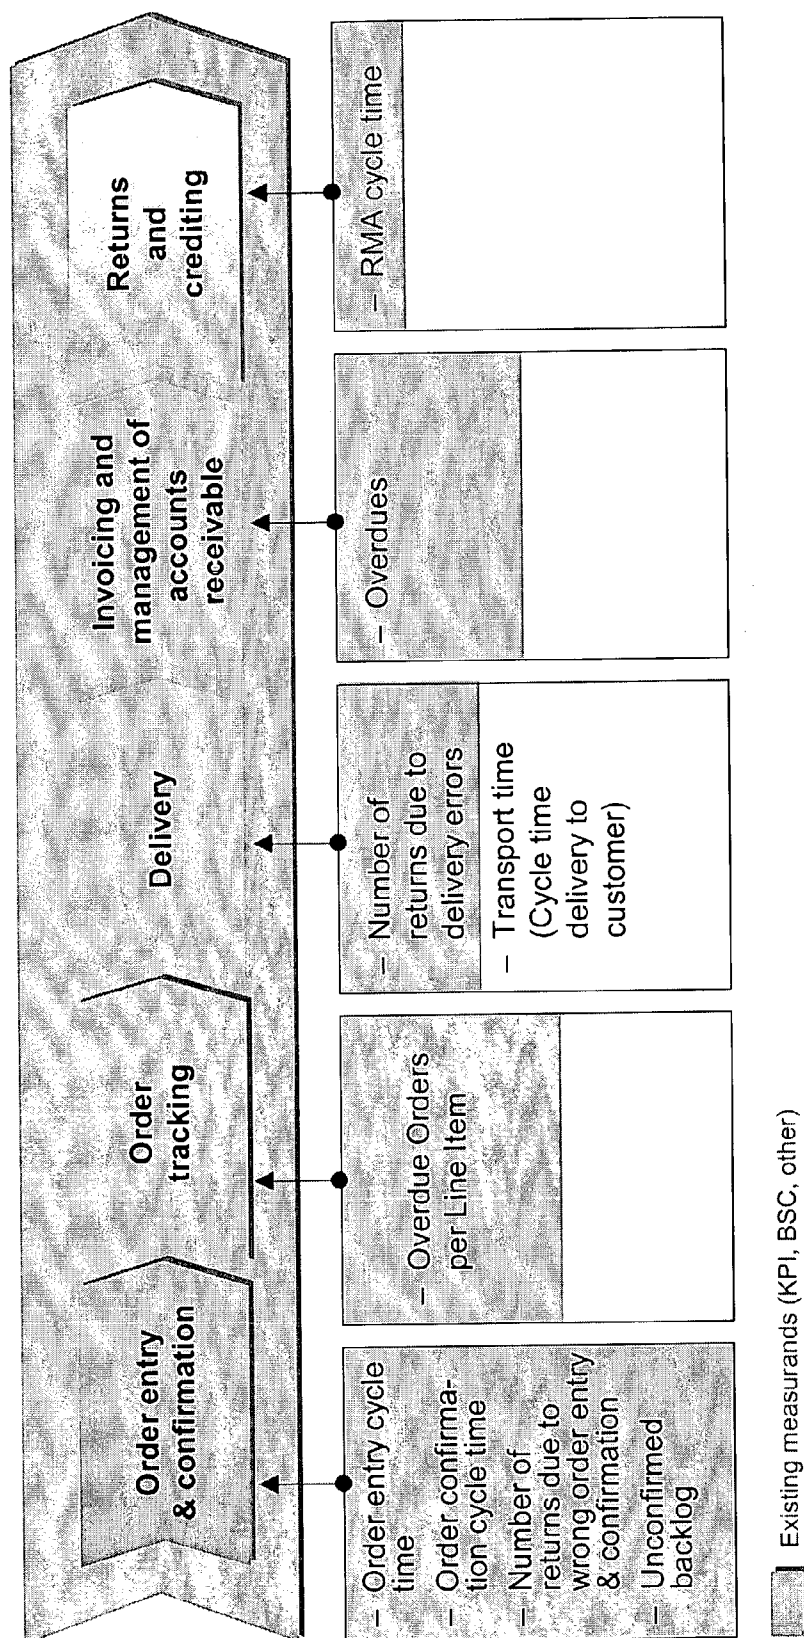 Order entry
& confirmation
Order
tracking
Delivery
Invoicing and
management of
accounts
receivable
Returns
and
crediting
– Order entry cycle
time
– Order confirma-
tion cycle time
– Number of
returns due to
wrong order entry
& confirmation
– Unconfirmed
backlog
– Overdue Orders
per Line Item
– Number of
returns due to
delivery errors
– Transport time
(Cycle time
delivery to
customer)
– Overdues
– RMA cycle time
Existing measurands (KPI, BSC, other)